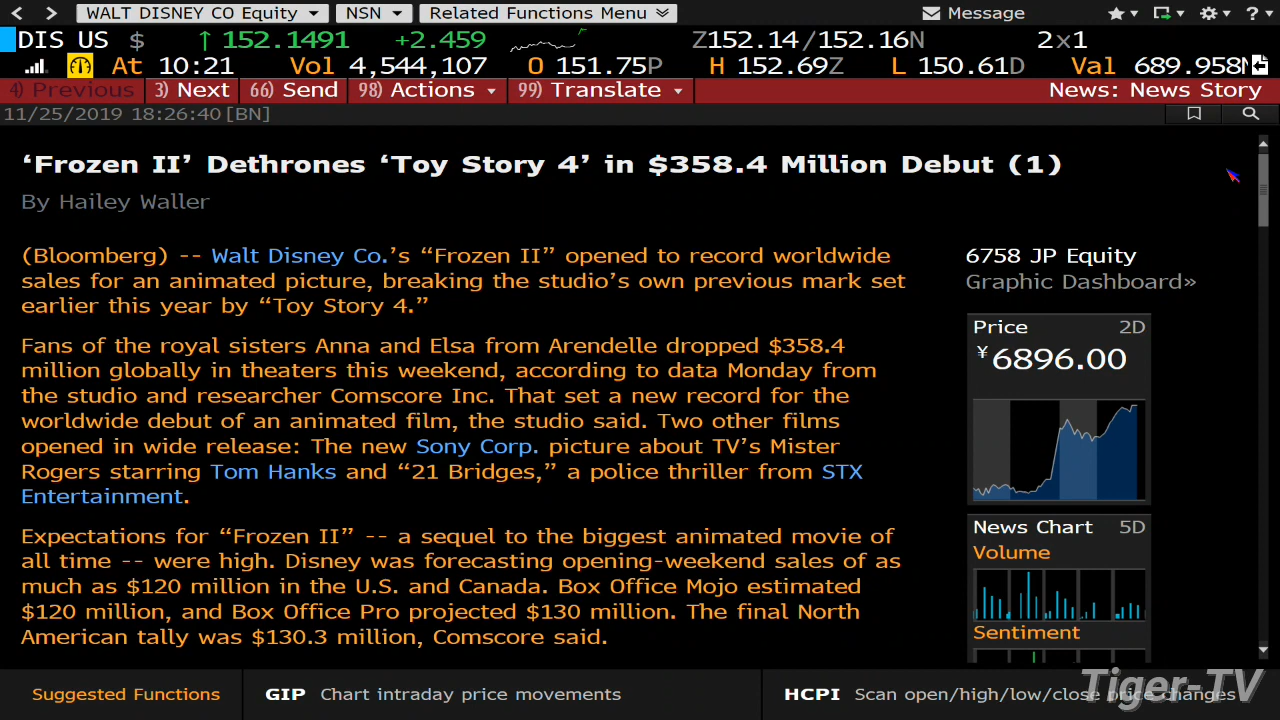 WALT DISNEY CO Equity NSN Related Functions Menu Message ?
DIS US $ ↑ 152.1491 +2.459 Z152.14/152.16N 2x1
At 10:21 Vol 4,544,107 O 151.75P H 152.69Z L 150.61D Val 689.958M
4) Previous 3) Next 66) Send 98) Actions 99) Translate News: News Story
11/25/2019 18:26:40 [BN]
‘Frozen II’ Dethrones ‘Toy Story 4’ in $358.4 Million Debut (1)
By Hailey Waller
(Bloomberg) -- Walt Disney Co.’s “Frozen II” opened to record worldwide
sales for an animated picture, breaking the studio’s own previous mark set
earlier this year by “Toy Story 4.”
Fans of the royal sisters Anna and Elsa from Arendelle dropped $358.4
million globally in theaters this weekend, according to data Monday from
the studio and researcher Comscore Inc. That set a new record for the
worldwide debut of an animated film, the studio said. Two other films
opened in wide release: The new Sony Corp. picture about TV’s Mister
Rogers starring Tom Hanks and “21 Bridges,” a police thriller from STX
Entertainment.
Expectations for “Frozen II” -- a sequel to the biggest animated movie of
all time -- were high. Disney was forecasting opening-weekend sales of as
much as $120 million in the U.S. and Canada. Box Office Mojo estimated
$120 million, and Box Office Pro projected $130 million. The final North
American tally was $130.3 million, Comscore said.
6758 JP Equity
Graphic Dashboard»
Price 2D
¥6896.00
News Chart 5D
Volume
Sentiment
Suggested Functions GIP Chart intraday price movements HCPI Scan open/high/low/close price changes
Tiger-TV